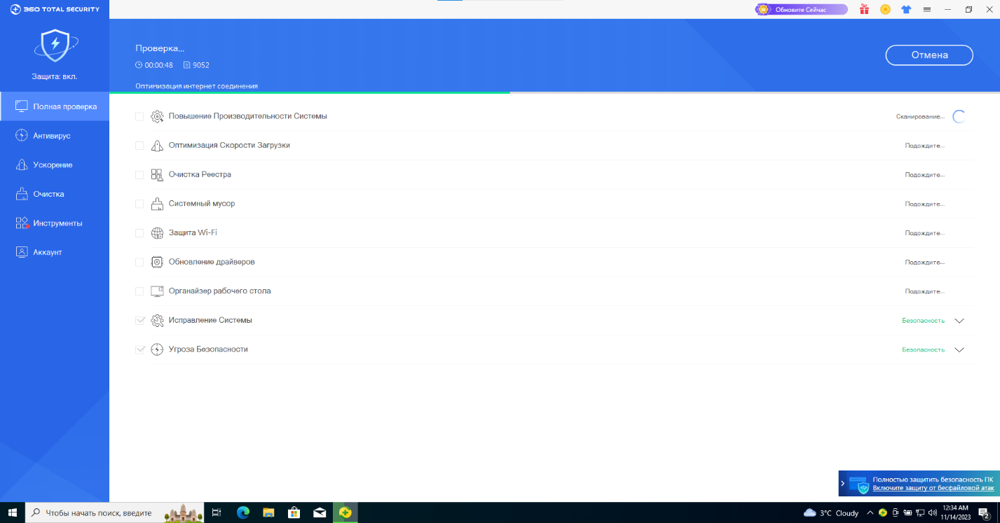 360 TOTAL SECURITY
Обновите Сейчас
Защита: вкл.
Полная проверка
Антивирус
Ускорение
Очистка
Инструменты
Аккаунт
Проверка...
00:00:48 9052
Оптимизация интернет соединения
Отмена
Повышение Производительности Системы Сканирование...
Оптимизация Скорости Загрузки Подождите...
Очистка Реестра Подождите...
Системный мусор Подождите...
Защита Wi-Fi Подождите...
Обновление драйверов Подождите...
Органайзер рабочего стола Подождите...
Исправление Системы Безопасность
Угроза Безопасности Безопасность
Полностью защитить безопасность ПК
Включите защиту от бесфайловой атак
Чтобы начать поиск, введите
3°C Cloudy
12:34 AM
11/14/2023
2